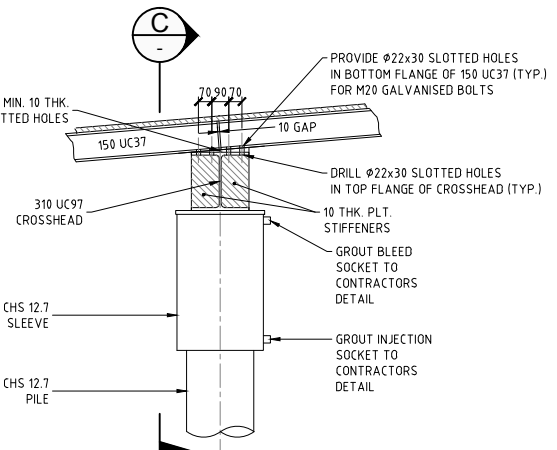 C
-
PROVIDE Ø22x30 SLOTTED HOLES
IN BOTTOM FLANGE OF 150 UC37 (TYP.)
FOR M20 GALVANISED BOLTS
70 90 70
MIN. 10 THK.
TTED HOLES
10 GAP
150 UC37
DRILL Ø22x30 SLOTTED HOLES
IN TOP FLANGE OF CROSSHEAD (TYP.)
310 UC97
CROSSHEAD
10 THK. PLT.
STIFFENERS
GROUT BLEED
SOCKET TO
CONTRACTORS
DETAIL
CHS 12.7
SLEEVE
GROUT INJECTION
SOCKET TO
CONTRACTORS
DETAIL
CHS 12.7
PILE